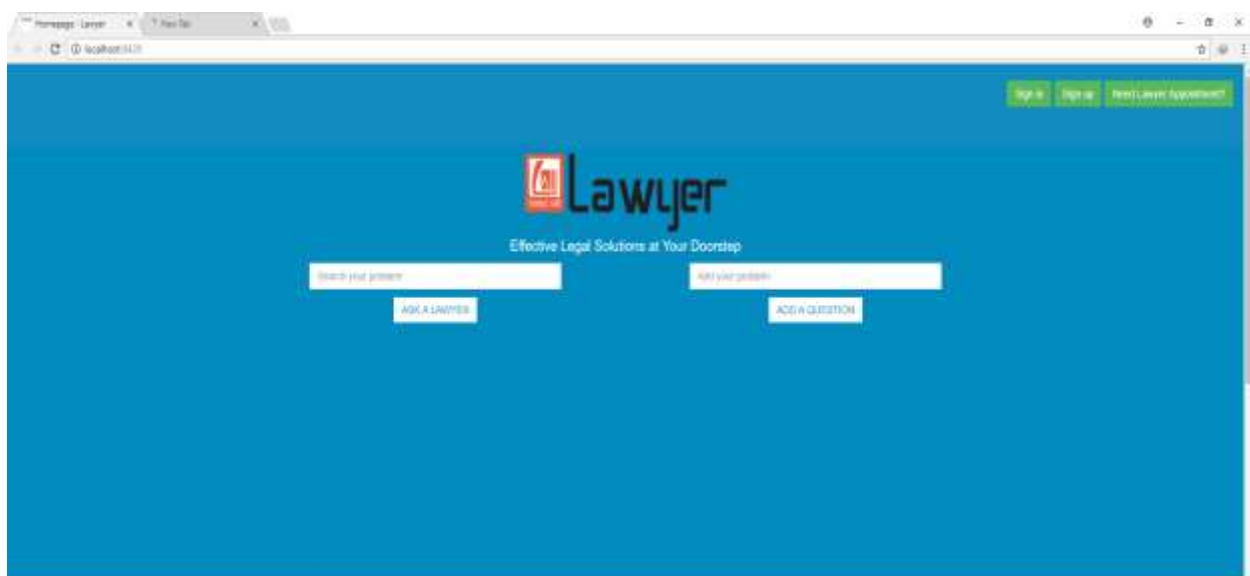 Homepage - Lawyer New Tab
localhost
Sign in Sign up Need Lawyer Appointment?
Lawyer
Effective Legal Solutions at Your Doorstep
Search your problem Add your problem
ASK A LAWYER ADD A QUESTION